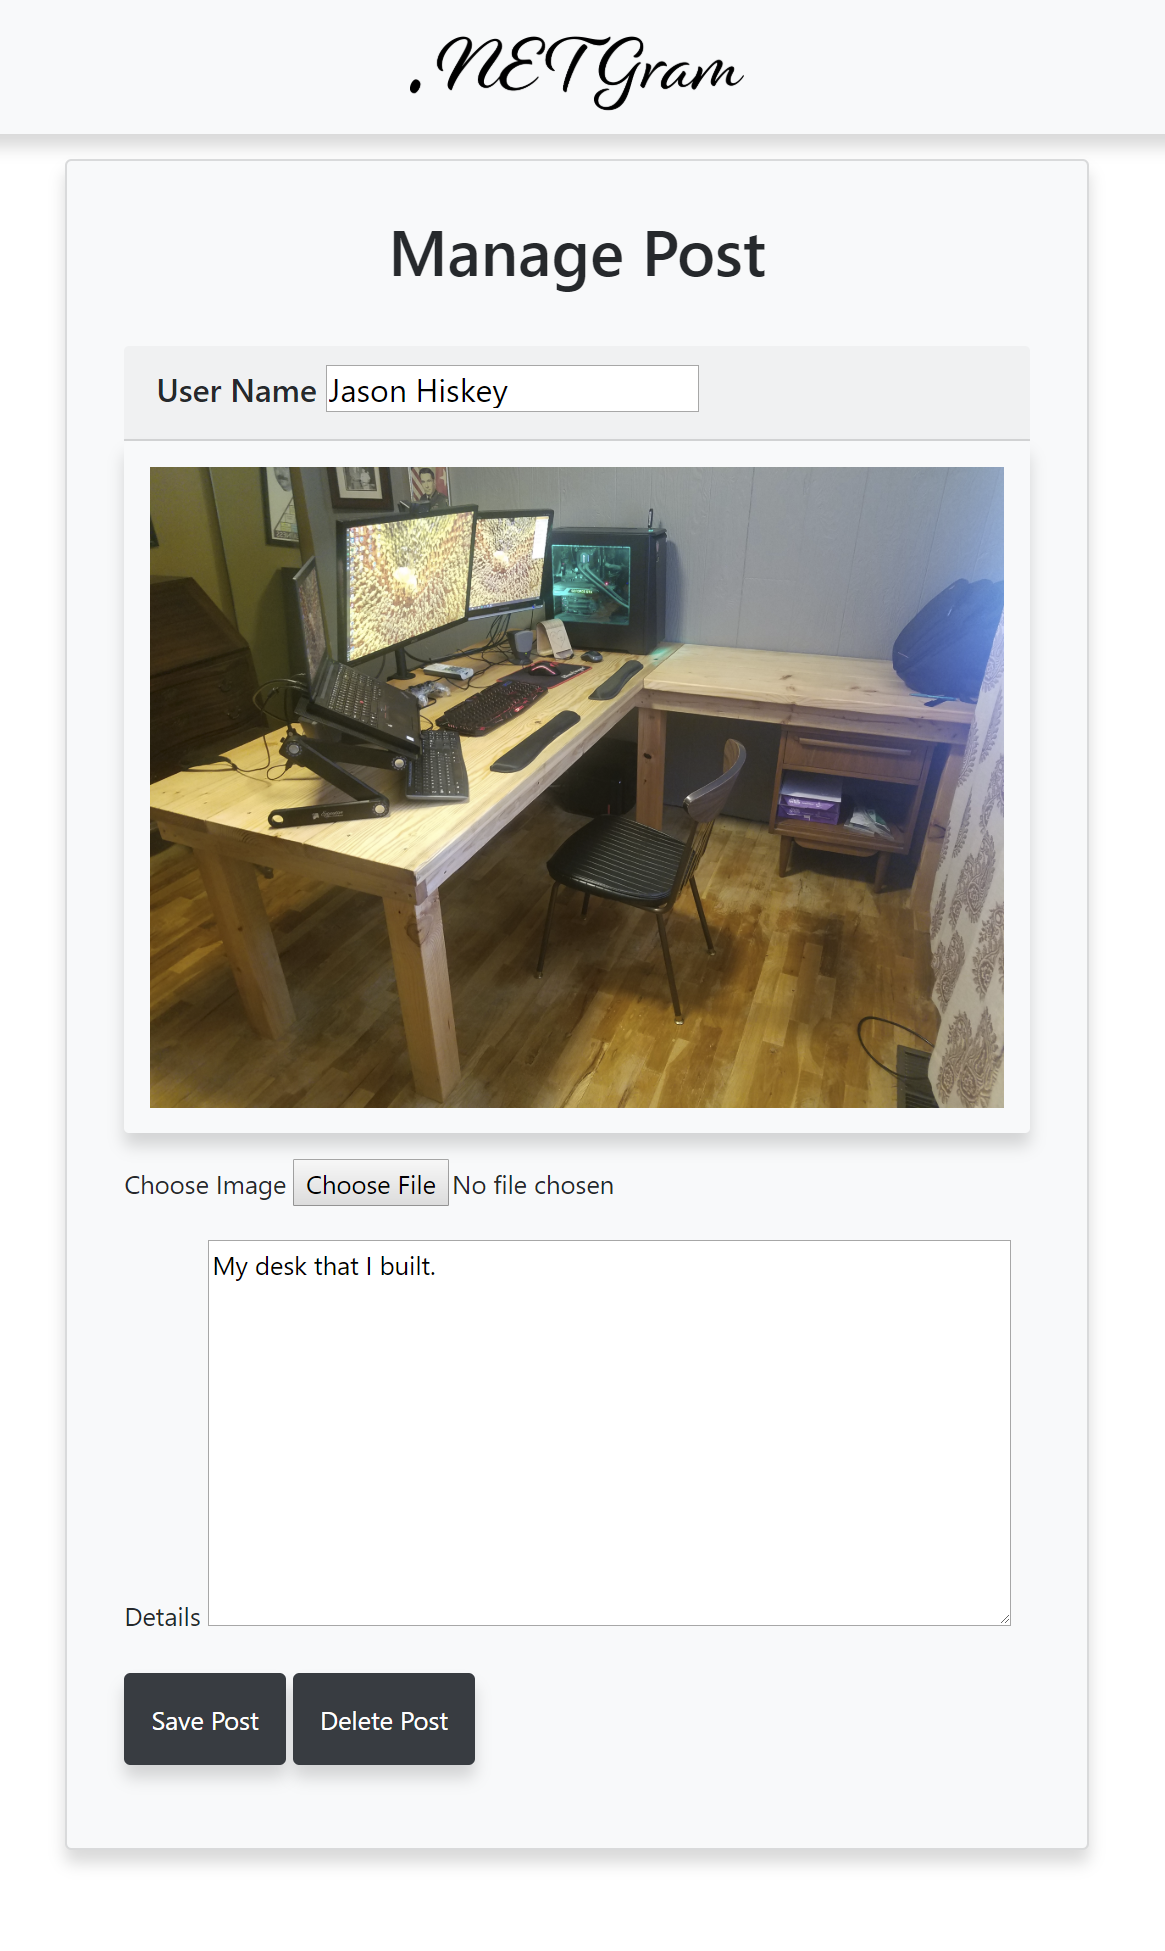 .NETGram
Manage Post
User Name Jason Hiskey
Choose Image Choose File No file chosen
My desk that I built.
Details
Save Post Delete Post